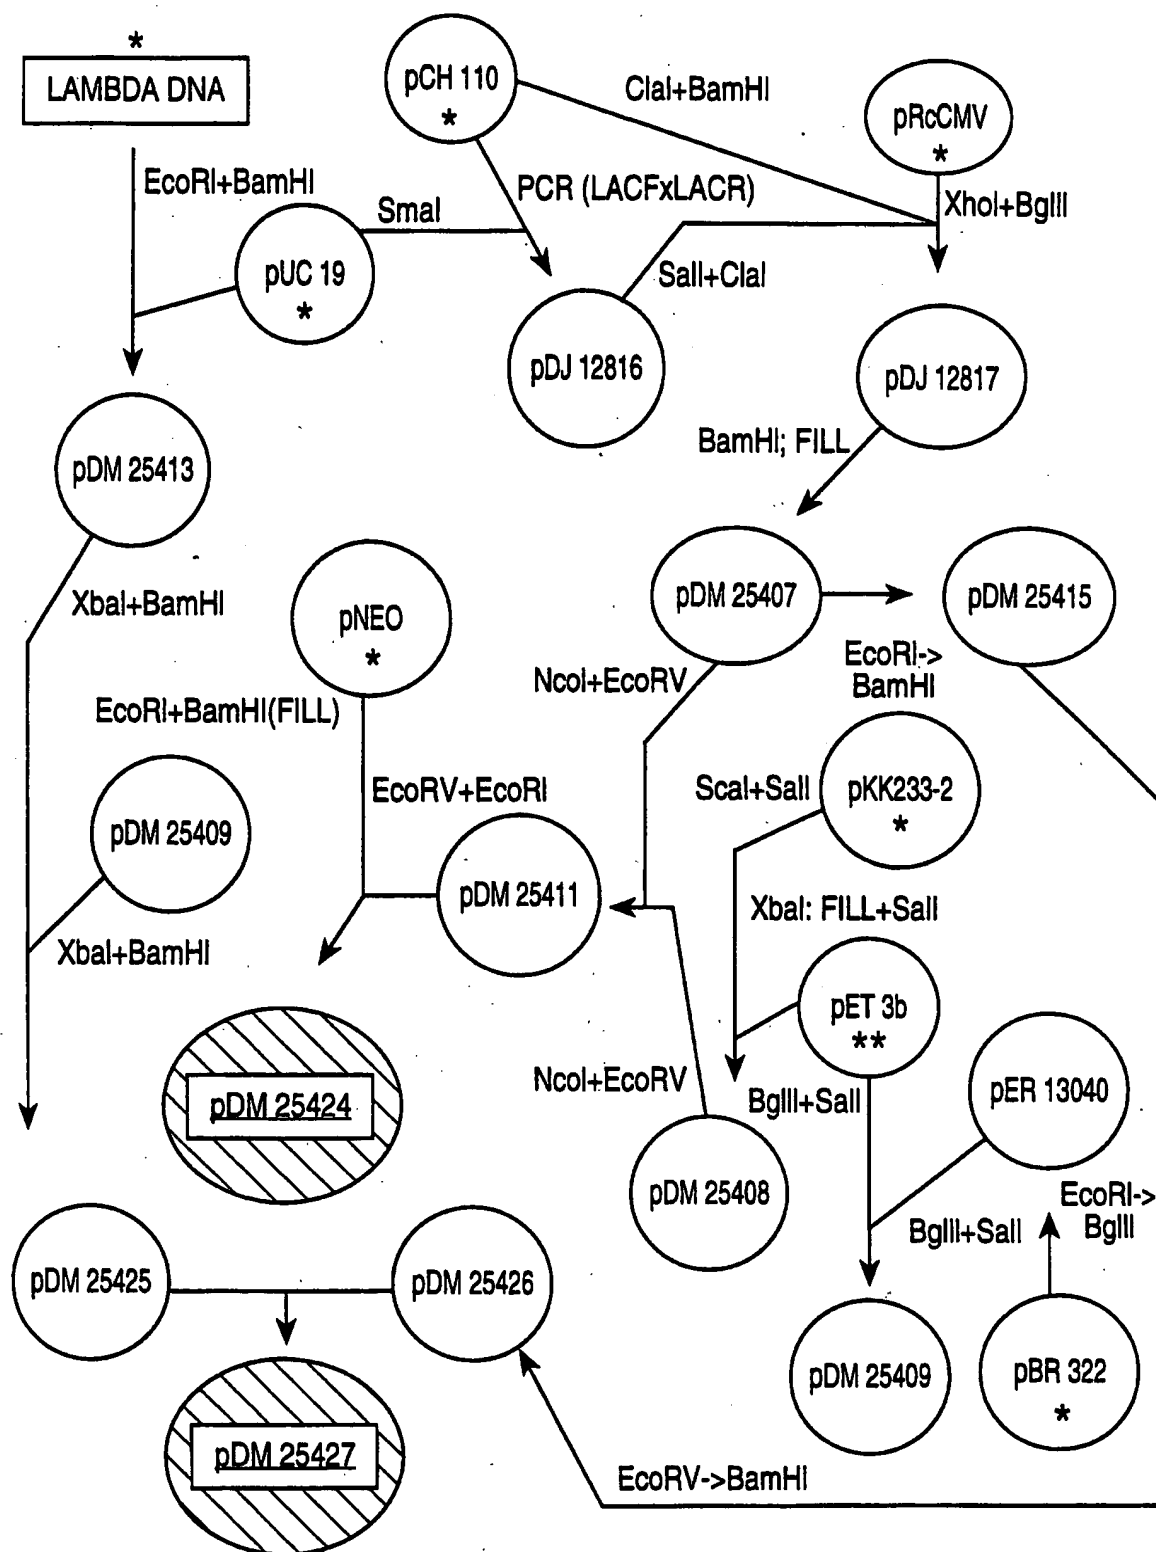 *
LAMBDA DNA
pCH 110
*
ClaI+BamHI
pRcCMV
*
EcoRI+BamHI
SmaI
PCR (LACFxLACR)
XhoI+BglII
pUC 19
*
SalI+ClaI
pDJ 12816
pDJ 12817
BamHI; FILL
pDM 25413
XbaI+BamHI
pNEO
*
pDM 25407
pDM 25415
NcoI+EcoRV
EcoRI->
BamHI
EcoRI+BamHI(FILL)
EcoRV+EcoRI
ScaI+SalI
pKK233-2
*
pDM 25409
pDM 25411
XbaI: FILL+SalI
XbaI+BamHI
pET 3b
**
NcoI+EcoRV
BglII+SalI
pER 13040
pDM 25424
pDM 25408
EcoRI->
BglII
BglII+SalI
pDM 25425
pDM 25426
pDM 25409
pBR 322
*
pDM 25427
EcoRV->BamHI